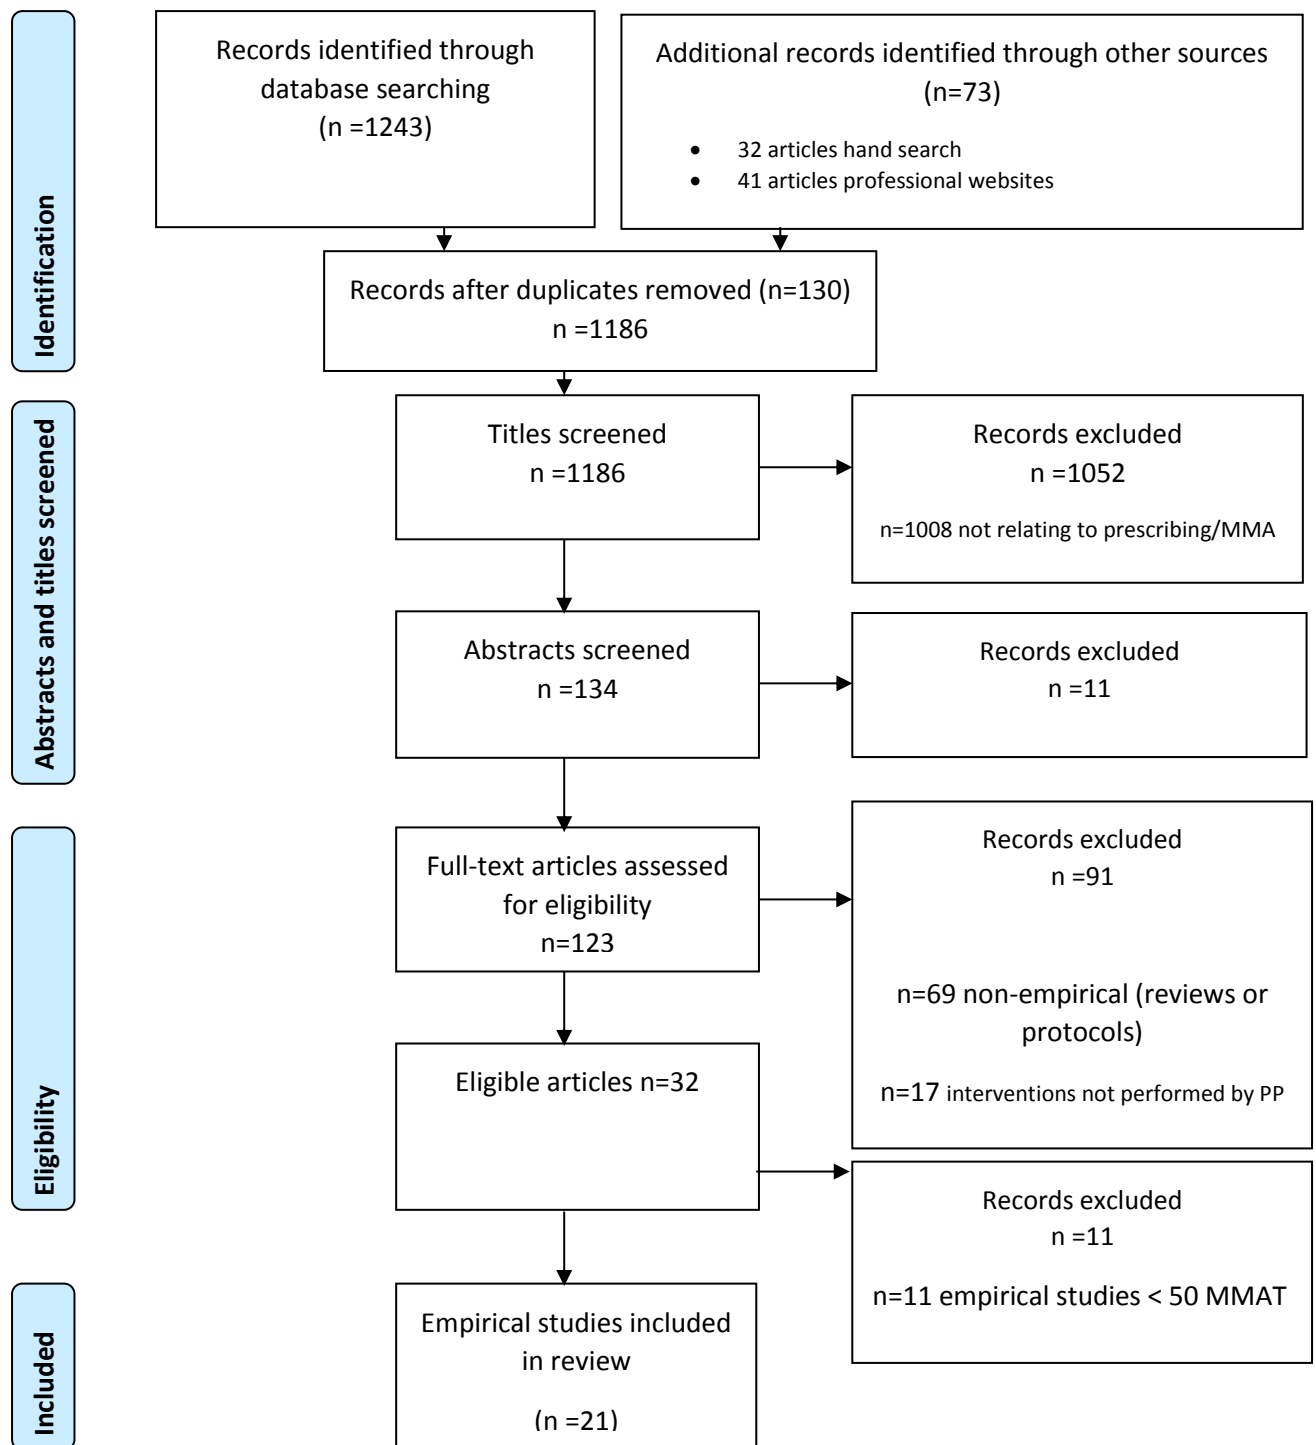 Identification
Records identified through
database searching
(n =1243)
Additional records identified through other sources
(n=73)
• 32 articles hand search
• 41 articles professional websites
Records after duplicates removed (n=130)
n =1186
Abstracts and titles screened
Titles screened
n =1186
Records excluded
n =1052
n=1008 not relating to prescribing/MMA
Abstracts screened
n =134
Records excluded
n =11
Eligibility
Full-text articles assessed
for eligibility
n=123
Records excluded
n =91
n=69 non-empirical (reviews or
protocols)
n=17 interventions not performed by PP
Eligible articles n=32
Records excluded
n =11
n=11 empirical studies < 50 MMAT
Included
Empirical studies included
in review
(n =21)